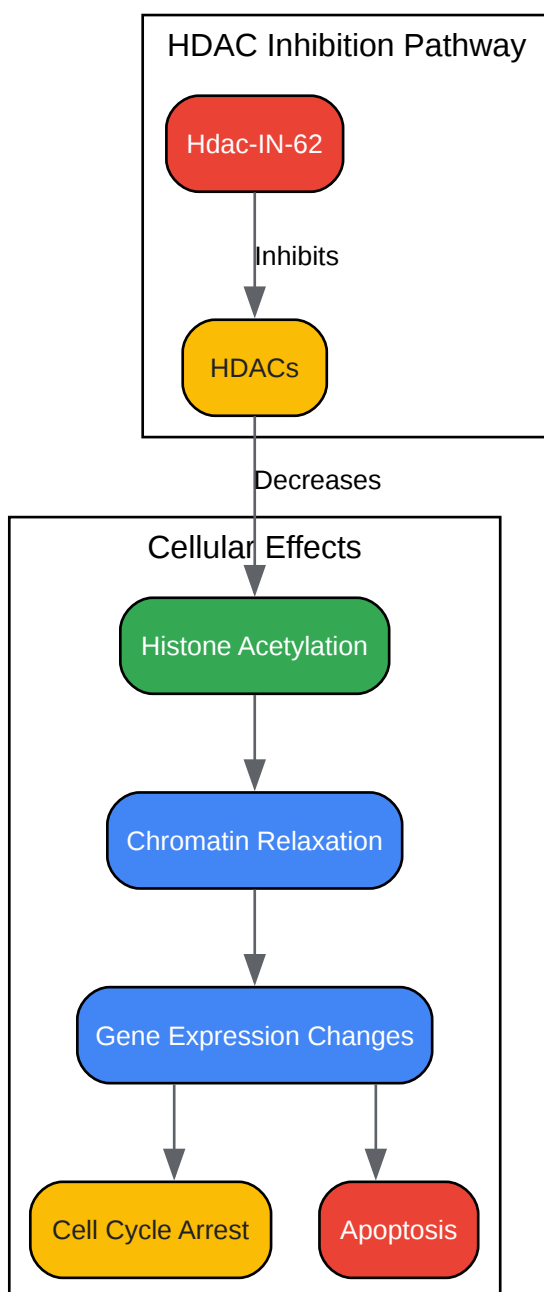 HDAC Inhibition Pathway
Hdac-IN-62
Inhibits
HDACs
Decreases
Cellular Effects
Histone Acetylation
Chromatin Relaxation
Gene Expression Changes
Cell Cycle Arrest
Apoptosis